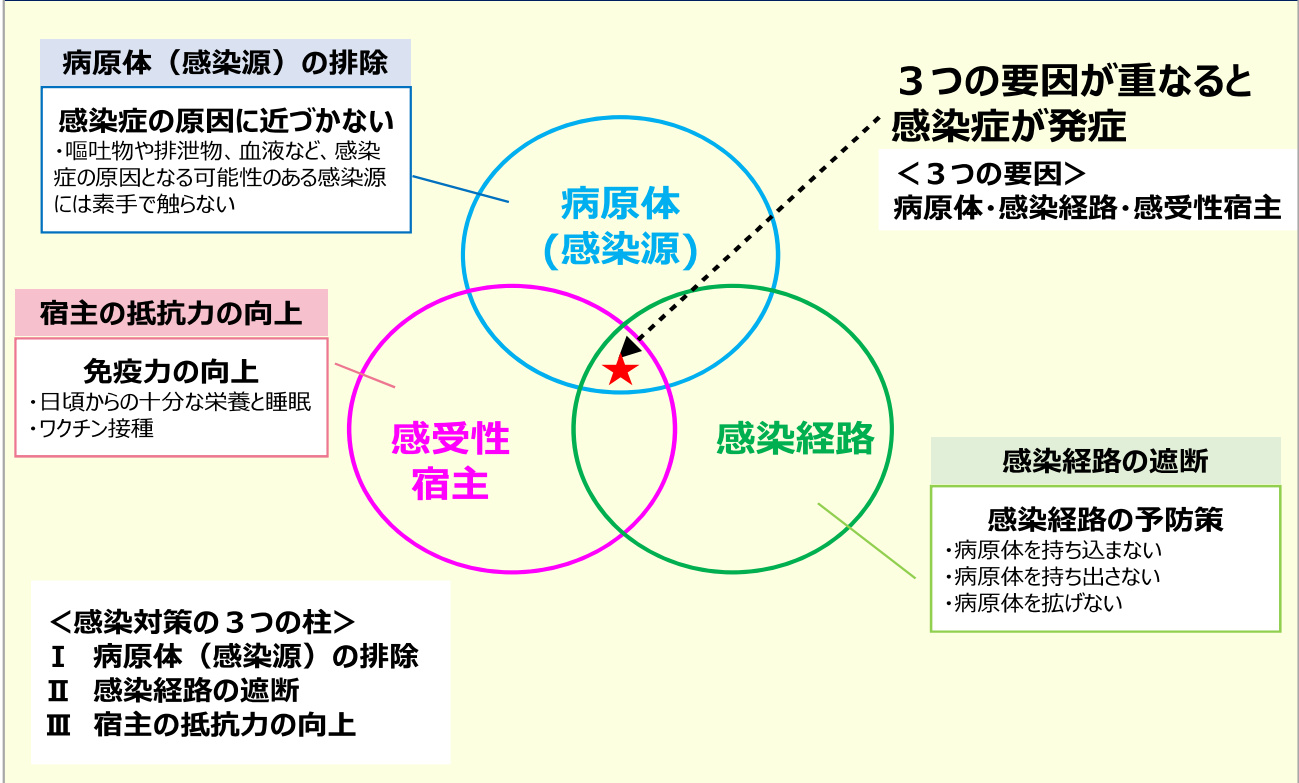 病原体（感染源）の排除
感染症の原因に近づかない
・嘔吐物や排泄物、血液など、感染
症の原因となる可能性のある感染源
には素手で触らない
３つの要因が重なると
感染症が発症
＜３つの要因＞
病原体・感染経路・感受性宿主
病原体
(感染源)
宿主の抵抗力の向上
免疫力の向上
・日頃からの十分な栄養と睡眠
・ワクチン接種
感受性
宿主
感染経路
感染経路の遮断
感染経路の予防策
・病原体を持ち込まない
・病原体を持ち出さない
・病原体を拡げない
＜感染対策の３つの柱＞
Ⅰ　病原体（感染源）の排除
Ⅱ　感染経路の遮断
Ⅲ　宿主の抵抗力の向上